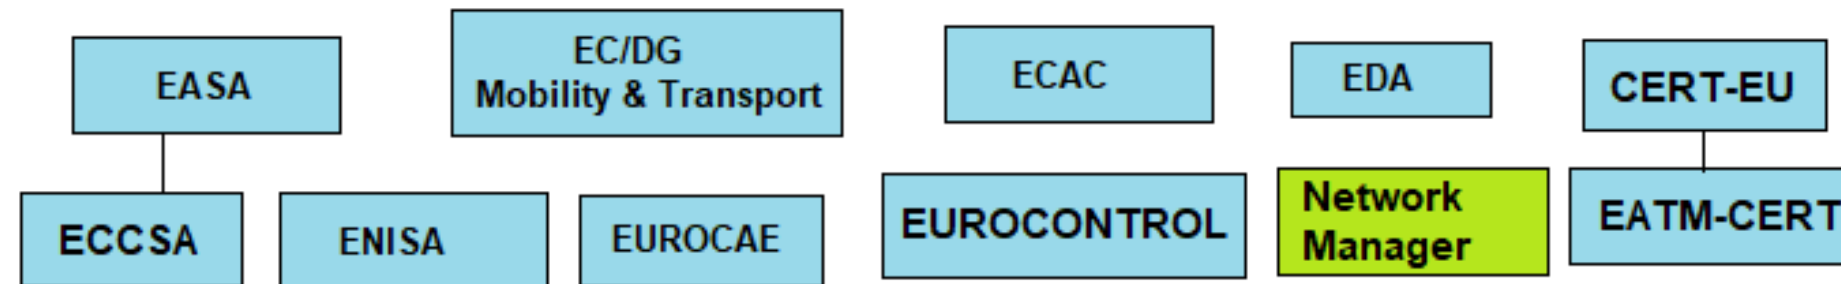 EASA
EC/DG
Mobility & Transport
ECAC
EDA
CERT-EU
ECCSA
ENISA
EUROCAE
EUROCONTROL
Network
Manager
EATM-CERT